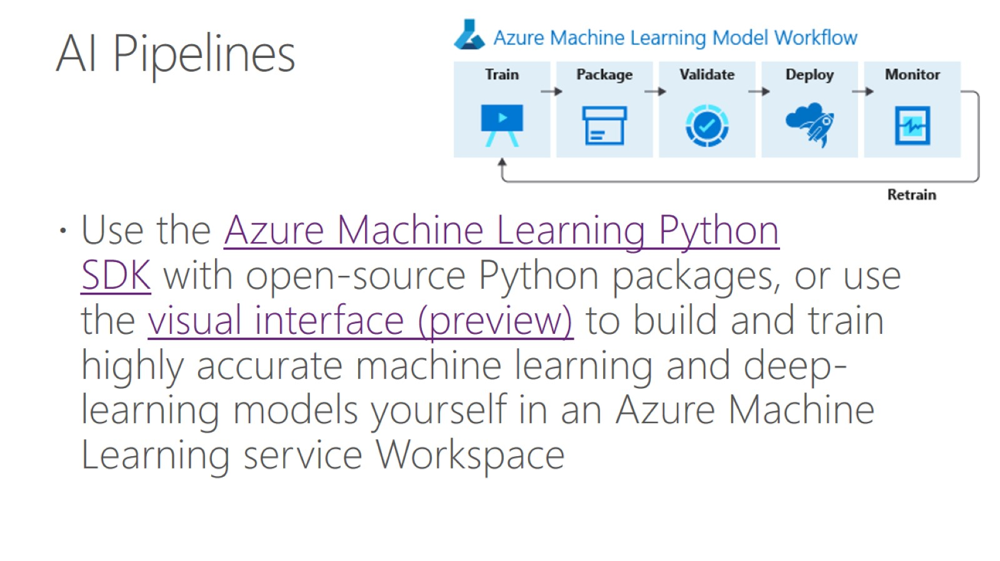 AI Pipelines
Azure Machine Learning Model Workflow
Train
Package
Validate
Deploy
Monitor
Retrain
· Use the Azure Machine Learning Python
SDK with open-source Python packages, or use
the visual interface (preview) to build and train
highly accurate machine learning and deep-
learning models yourself in an Azure Machine
Learning service Workspace